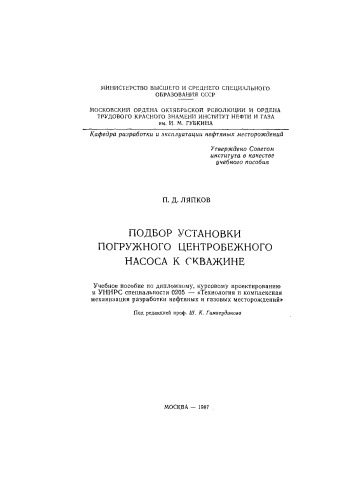 МИНИСТЕРСТВО ВЫСШЕГО И СРЕДНЕГО СПЕЦИАЛЬНОГО
ОБРАЗОВАНИЯ СССР
МОСКОВСКИЙ ОРДЕНА ОКТЯБРЬСКОЙ РЕВОЛЮЦИИ И ОРДЕНА
ТРУДОВОГО КРАСНОГО ЗНАМЕНИ ИНСТИТУТ НЕФТИ И ГАЗА
им. И. М. ГУБКИНА
Кафедра разработки и эксплуатации нефтяных месторождений
Утверждено Советом
института в качестве
учебного пособия
П. Д. ЛЯПКОВ
ПОДБОР УСТАНОВКИ
ПОГРУЖНОГО ЦЕНТРОБЕЖНОГО
НАСОСА К СКВАЖИНЕ
Учебное пособие по дипломному, курсовому проектированию
и УНИРС специальности 0205 — «Технология и комплексная
механизация разработки нефтяных и газовых месторождений»
Под редакцией проф. Ш. К. Гиматудинова
МОСКВА — 1987